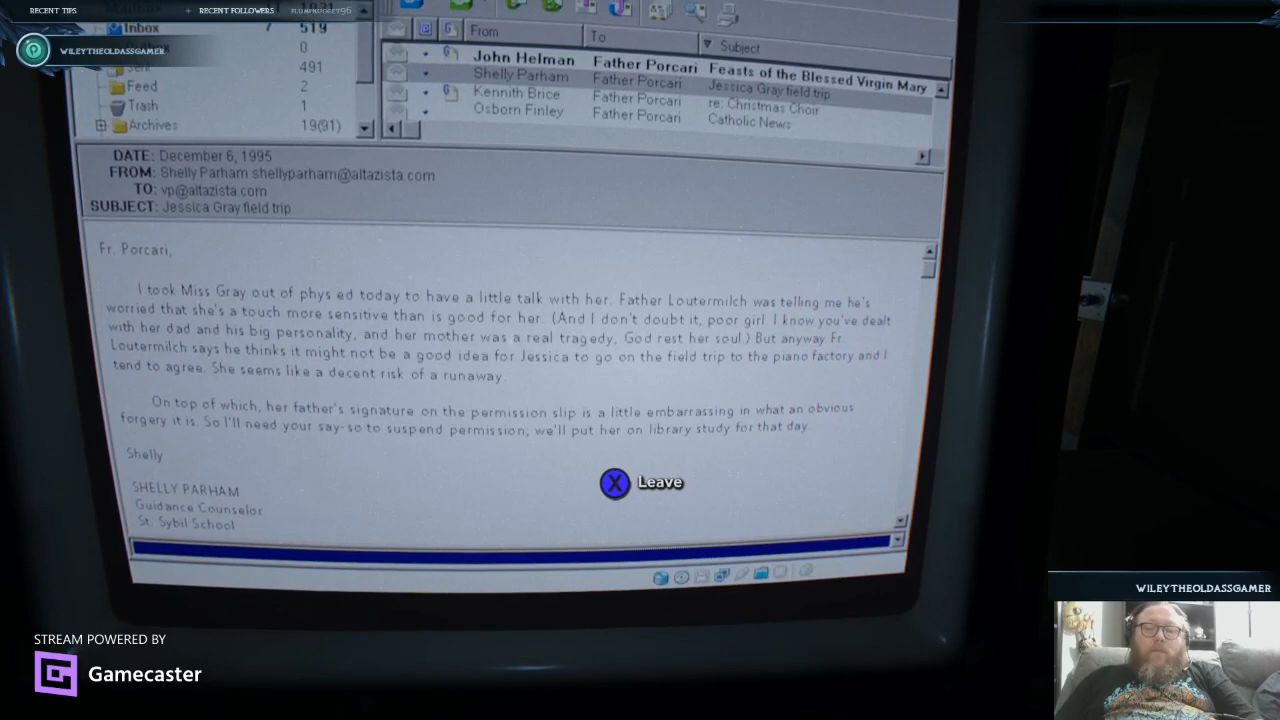 RECENT TIPS
+ RECENT FOLLOWERS
WILEYTHEOLDASSGAMER
Inbox 7 519
0
491
Feed 2
Trash 1
Archives 19(91)
From To Subject
John Helman Father Porcari Feasts of the Blessed Virgin Mary
Shelly Parham Father Porcari Jessica Gray field trip
Kennith Brice Father Porcari re: Christmas Choir
Osborn Finley Father Porcari Catholic News
DATE: December 6, 1995
FROM: Shelly Parham shellyparham@altazista.com
TO: vp@altazista.com
SUBJECT: Jessica Gray field trip
Fr. Porcari,
I took Miss Gray out of phys ed today to have a little talk with her. Father Loutermilch was telling me he's
worried that she's a touch more sensitive than is good for her. (And I don't doubt it, poor girl. I know you've dealt
with her dad and his big personality, and her mother was a real tragedy, God rest her soul.) But anyway Fr.
Loutermilch says he thinks it might not be a good idea for Jessica to go on the field trip to the piano factory and I
tend to agree. She seems like a decent risk of a runaway.
On top of which, her father's signature on the permission slip is a little embarrassing in what an obvious
forgery it is. So I'll need your say-so to suspend permission; we'll put her on library study for that day.
Shelly
SHELLY PARHAM
Guidance Counselor
St. Sybil School
X Leave
WILEYTHEOLDASSGAMER
STREAM POWERED BY
Gamecaster